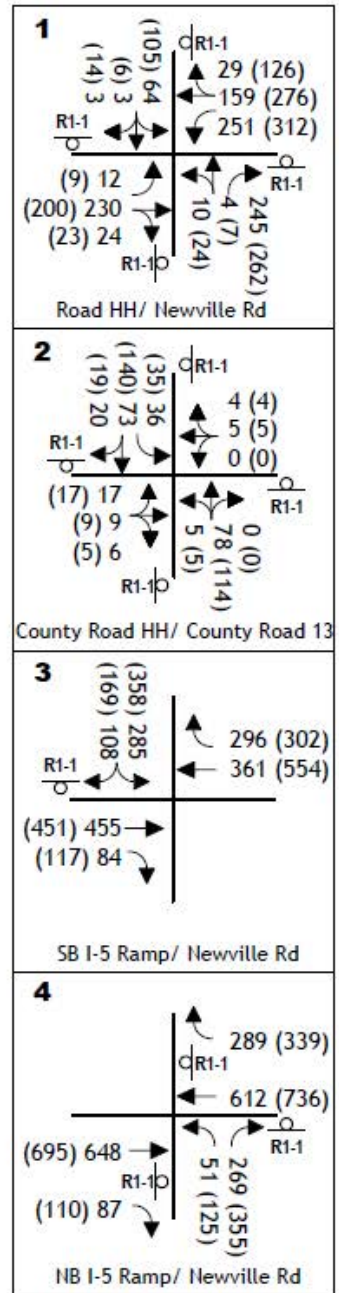 1
(14) 3
(6) 3
(105) 64
R1-1
29 (126)
159 (276)
251 (312)
R1-1
R1-1
(9) 12
(200) 230
(23) 24
R1-1
10 (24)
4 (7)
245 (262)
Road HH/ Newville Rd
2
(19) 20
(140) 73
(35) 36
R1-1
4 (4)
5 (5)
0 (0)
R1-1
R1-1
(17) 17
(9) 9
(5) 6
R1-1
5 (5)
78 (114)
0 (0)
County Road HH/ County Road 13
3
(169) 108
(358) 285
R1-1
296 (302)
361 (554)
(451) 455
(117) 84
SB I-5 Ramp/ Newville Rd
4
289 (339)
R1-1
612 (736)
R1-1
(695) 648
R1-1
(110) 87
51 (125)
269 (355)
NB I-5 Ramp/ Newville Rd